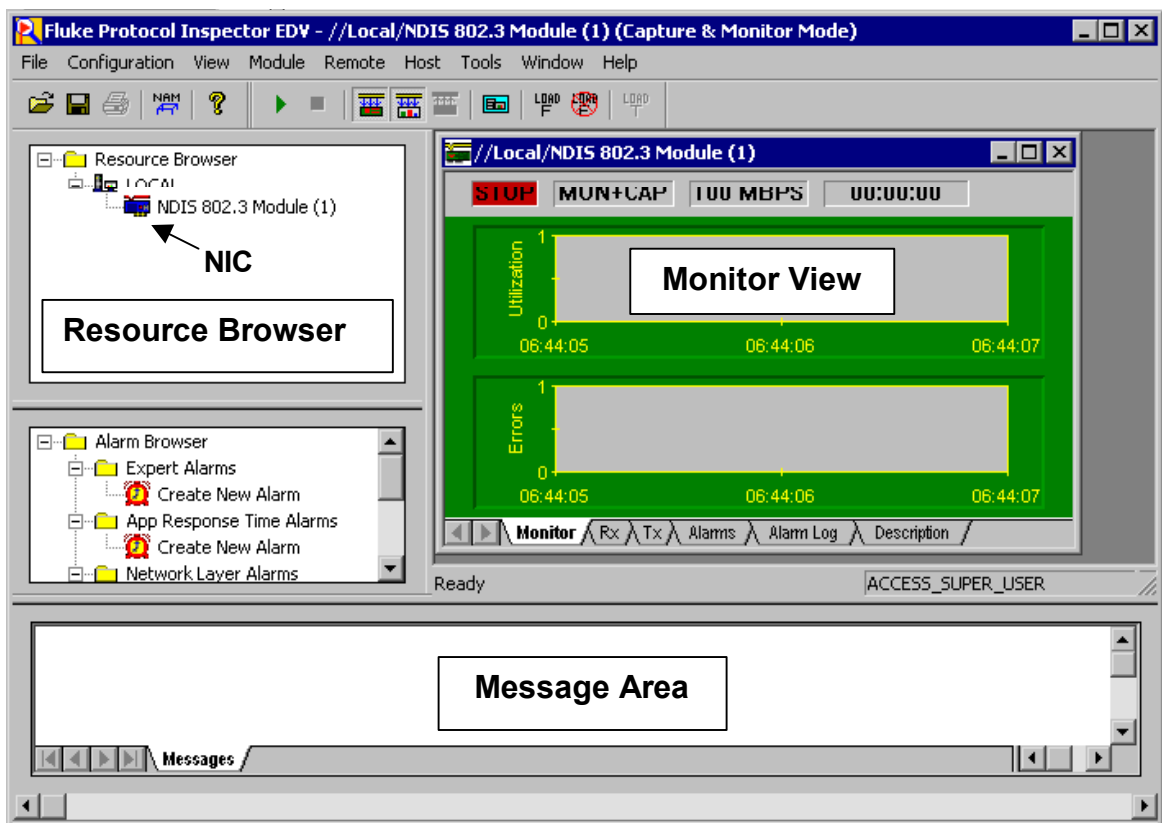 Fluke Protocol Inspector EDV - //Local/NDIS 802.3 Module (1) (Capture & Monitor Mode)
File Configuration View Module Remote Host Tools Window Help
NAM ? LOAD LOAD LOAD
Resource Browser
LOCAL
NDIS 802.3 Module (1)
NIC
Resource Browser
//Local/NDIS 802.3 Module (1)
STOP MON+CAP 100 MBPS 00:00:00
Monitor View
Utilization
1
0
06:44:05 06:44:06 06:44:07
Errors
1
0
06:44:05 06:44:06 06:44:07
Monitor Rx Tx Alarms Alarm Log Description
Alarm Browser
Expert Alarms
Create New Alarm
App Response Time Alarms
Create New Alarm
Network Layer Alarms
Ready ACCESS_SUPER_USER
Message Area
Messages